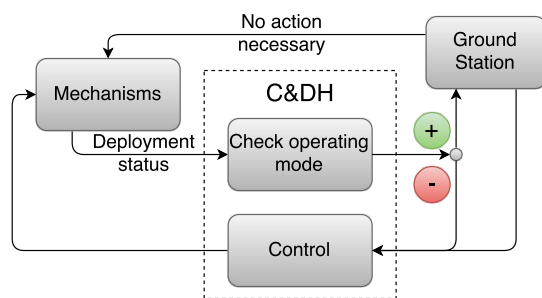 No action
necessary
Ground
Station
Mechanisms
C&DH
Deployment
status
Check operating
mode
+
-
Control